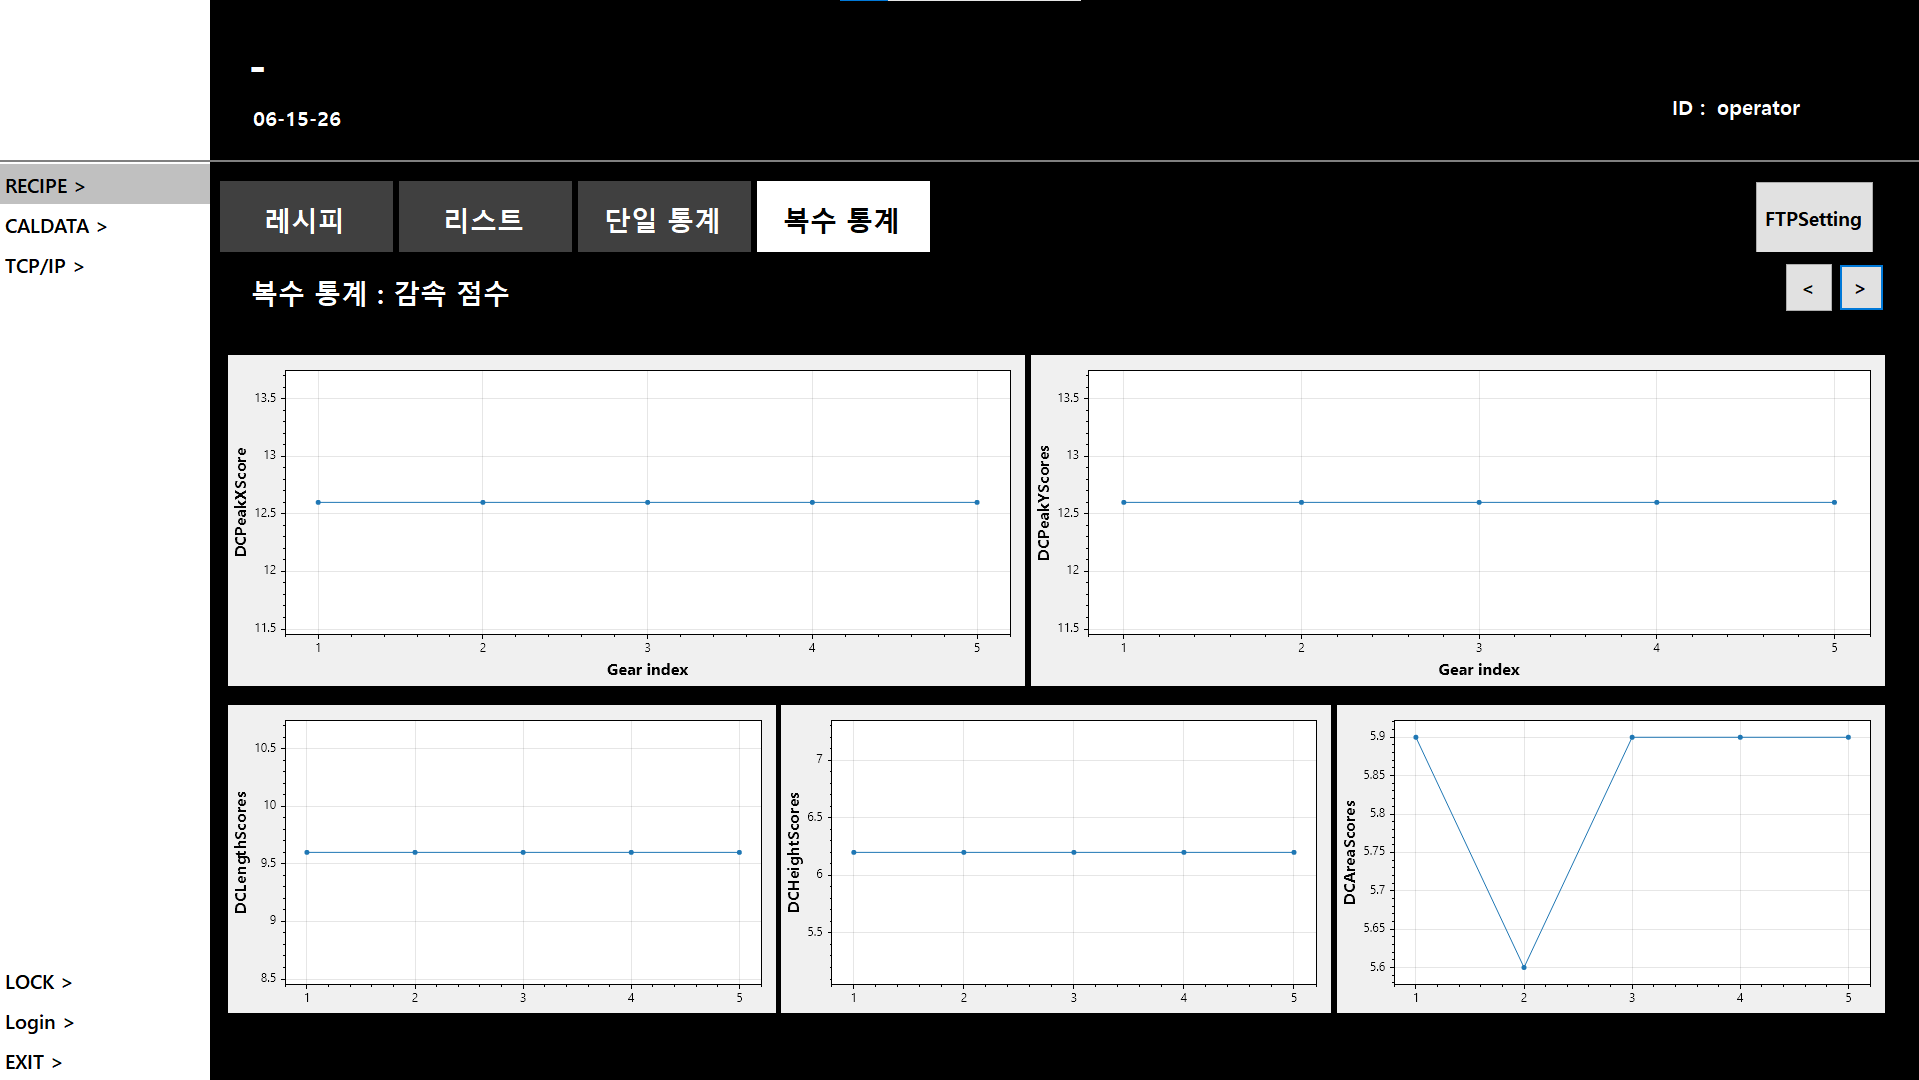 -
06-15-26
ID : operator
RECIPE >
CALDATA >
TCP/IP >
레시피
리스트
단일 통계
복수 통계
FTPSetting
복수 통계 : 감속 점수
<
>
DCPeakXScore
13.5
13
12.5
12
11.5
1 2 3 4 5
Gear index
DCPeakYScores
13.5
13
12.5
12
11.5
1 2 3 4 5
Gear index
DCLengthScores
10.5
10
9.5
9
8.5
1 2 3 4 5
DCHeightScores
7
6.5
6
5.5
1 2 3 4 5
DCAreaScores
5.9
5.85
5.8
5.75
5.7
5.65
5.6
1 2 3 4 5
LOCK >
Login >
EXIT >